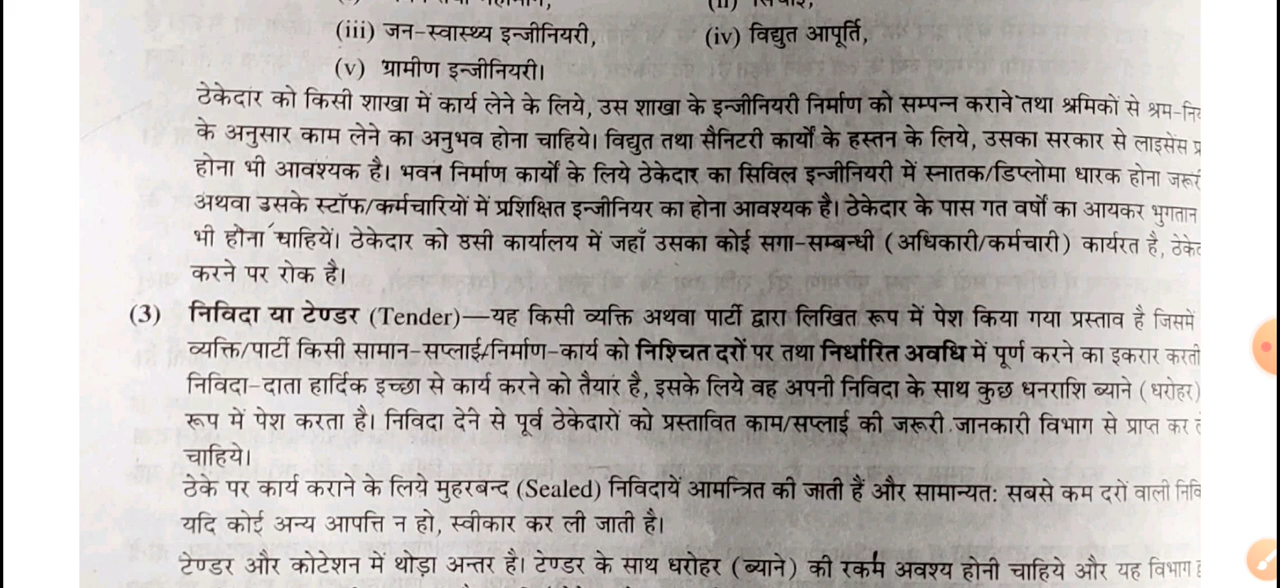 (iii) जन-स्वास्थ्य इन्जीनियरी, (iv) विद्युत आपूर्ति,
(v) ग्रामीण इन्जीनियरी।
ठेकेदार को किसी शाखा में कार्य लेने के लिये, उस शाखा के इन्जीनियरी निर्माण को सम्पन्न कराने तथा श्रमिकों से श्रम-
के अनुसार काम लेने का अनुभव होना चाहिये। विद्युत तथा सैनिटरी कार्यों के हस्तन के लिये, उसका सरकार से लाइसेंस
होना भी आवश्यक है। भवन निर्माण कार्यों के लिये ठेकेदार का सिविल इन्जीनियरी में स्नातक/डिप्लोमा धारक होना
अथवा उसके स्टॉफ/कर्मचारियों में प्रशिक्षित इन्जीनियर का होना आवश्यक है। ठेकेदार के पास गत वर्षों का आयकर भुगतान
भी होना चाहियें। ठेकेदार को उसी कार्यालय में जहाँ उसका कोई सगा-सम्बन्धी (अधिकारी/कर्मचारी) कार्यरत है,
करने पर रोक है।
(3) निविदा या टेण्डर (Tender)—यह किसी व्यक्ति अथवा पार्टी द्वारा लिखित रूप में पेश किया गया प्रस्ताव है जिसमें
व्यक्ति/पार्टी किसी सामान-सप्लाई/निर्माण-कार्य को निश्चित दरों पर तथा निर्धारित अवधि में पूर्ण करने का इकरार करती
निविदा-दाता हार्दिक इच्छा से कार्य करने को तैयार है, इसके लिये वह अपनी निविदा के साथ कुछ धनराशि ब्याने (धरोहर)
रूप में पेश करता है। निविदा देने से पूर्व ठेकेदारों को प्रस्तावित काम/सप्लाई की जरूरी जानकारी विभाग से प्राप्त कर
चाहिये।
ठेके पर कार्य कराने के लिये मुहरबन्द (Sealed) निविदायें आमन्त्रित की जाती हैं और सामान्यत: सबसे कम दरों वाली
यदि कोई अन्य आपत्ति न हो, स्वीकार कर ली जाती है।
टेण्डर और कोटेशन में थोड़ा अन्तर है। टेण्डर के साथ धरोहर (ब्याने) की रकम अवश्य होनी चाहिये और यह विभाग